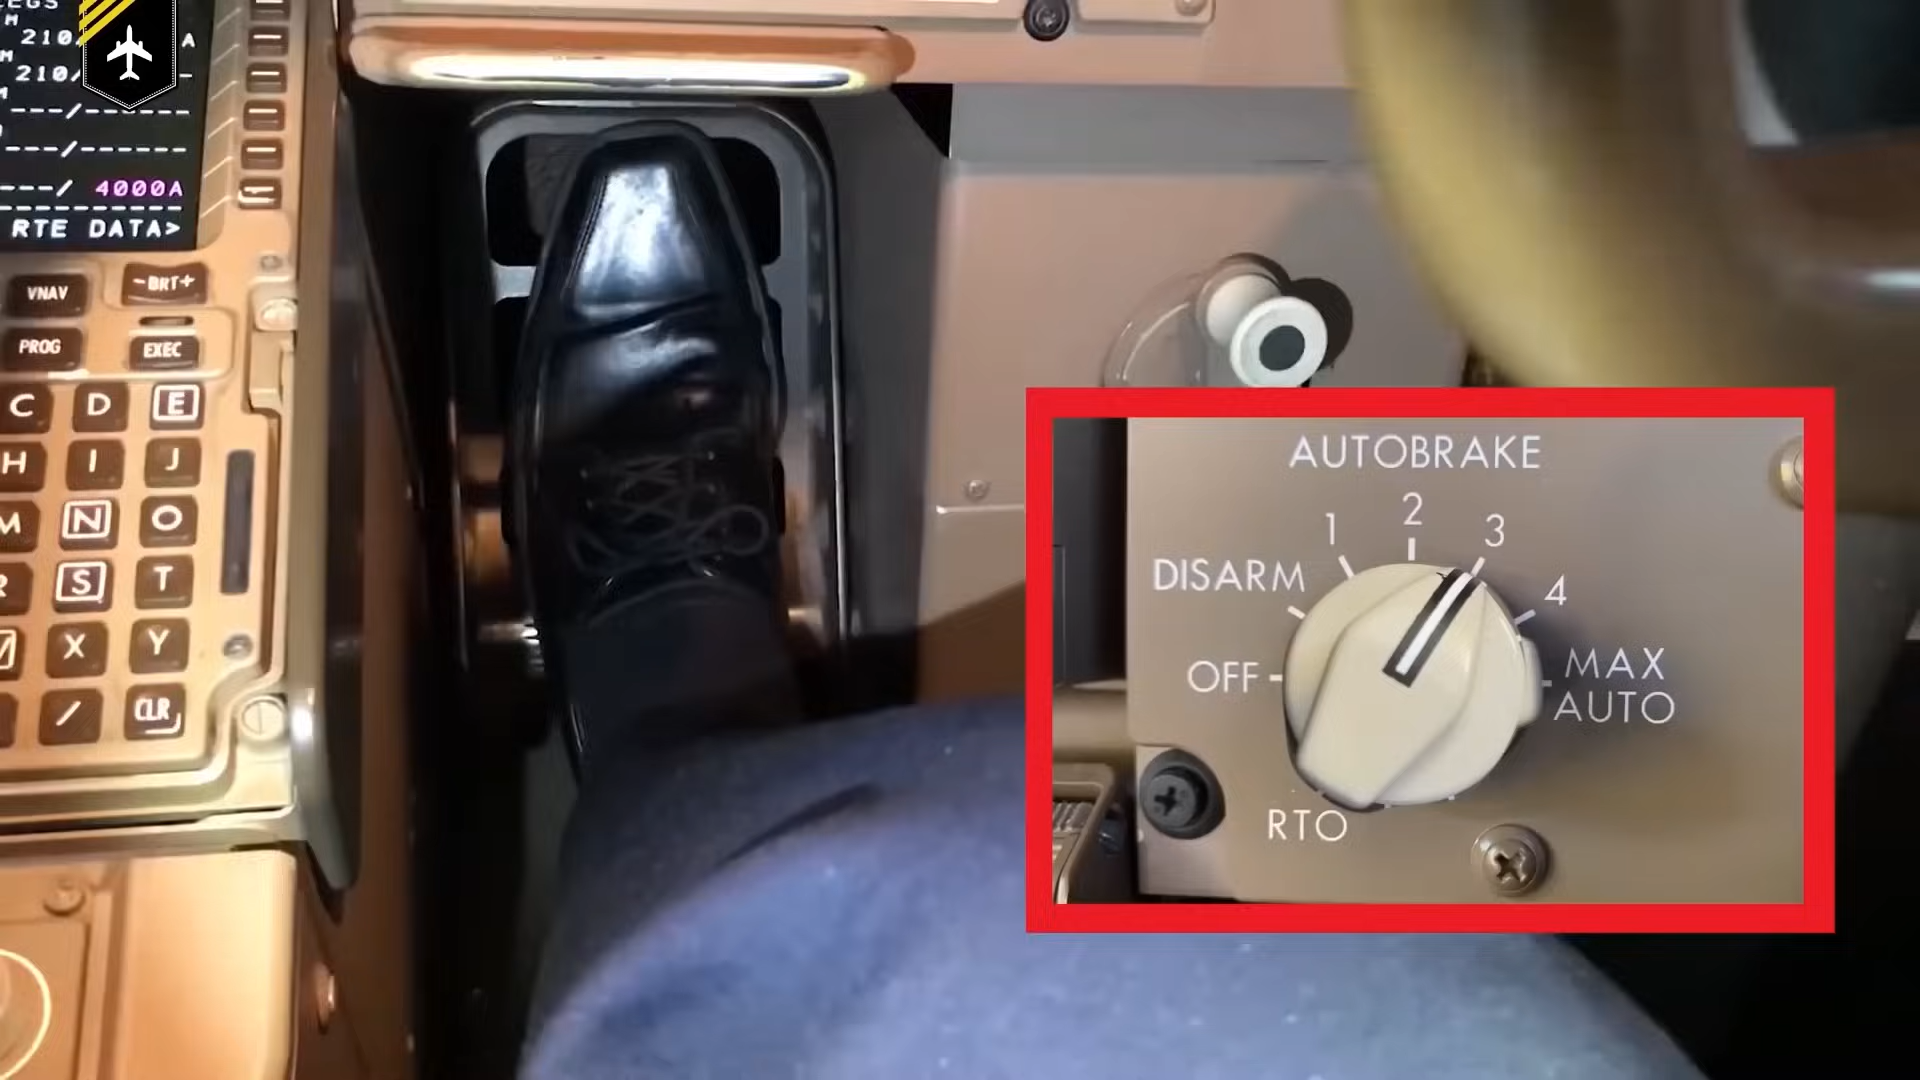 LEGS
210/ A
210/
---/------
---/------
---/ 4000A
RTE DATA>
VNAV
-BRT+
PROG
EXEC
C D E
H I J
M N O
R S T
X Y
/ CLR
AUTOBRAKE
1 2 3 4
DISARM
OFF
MAX
AUTO
RTO